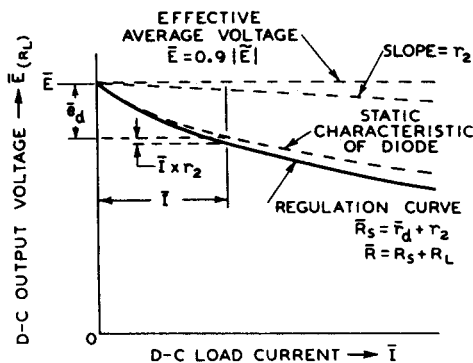 EFFECTIVE
AVERAGE VOLTAGE
Ē = 0.9 |Ẽ|
SLOPE = r₂
Ē
ē_d
Ī × r₂
Ī
STATIC
CHARACTERISTIC
OF DIODE
REGULATION CURVE
R̄_S = r̄_d + r₂
R̄ = R_S + R_L
D-C OUTPUT VOLTAGE → Ē_(R_L)
O
D-C LOAD CURRENT → Ī